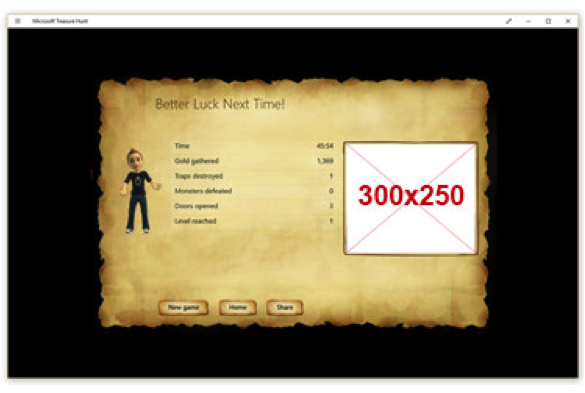 Microsoft Treasure Hunt
Better Luck Next Time!
Time 45:54
Gold gathered 1,369
Traps destroyed 1
Monsters defeated 0
Doors opened 3
Level reached 1
300x250
New game Home Share